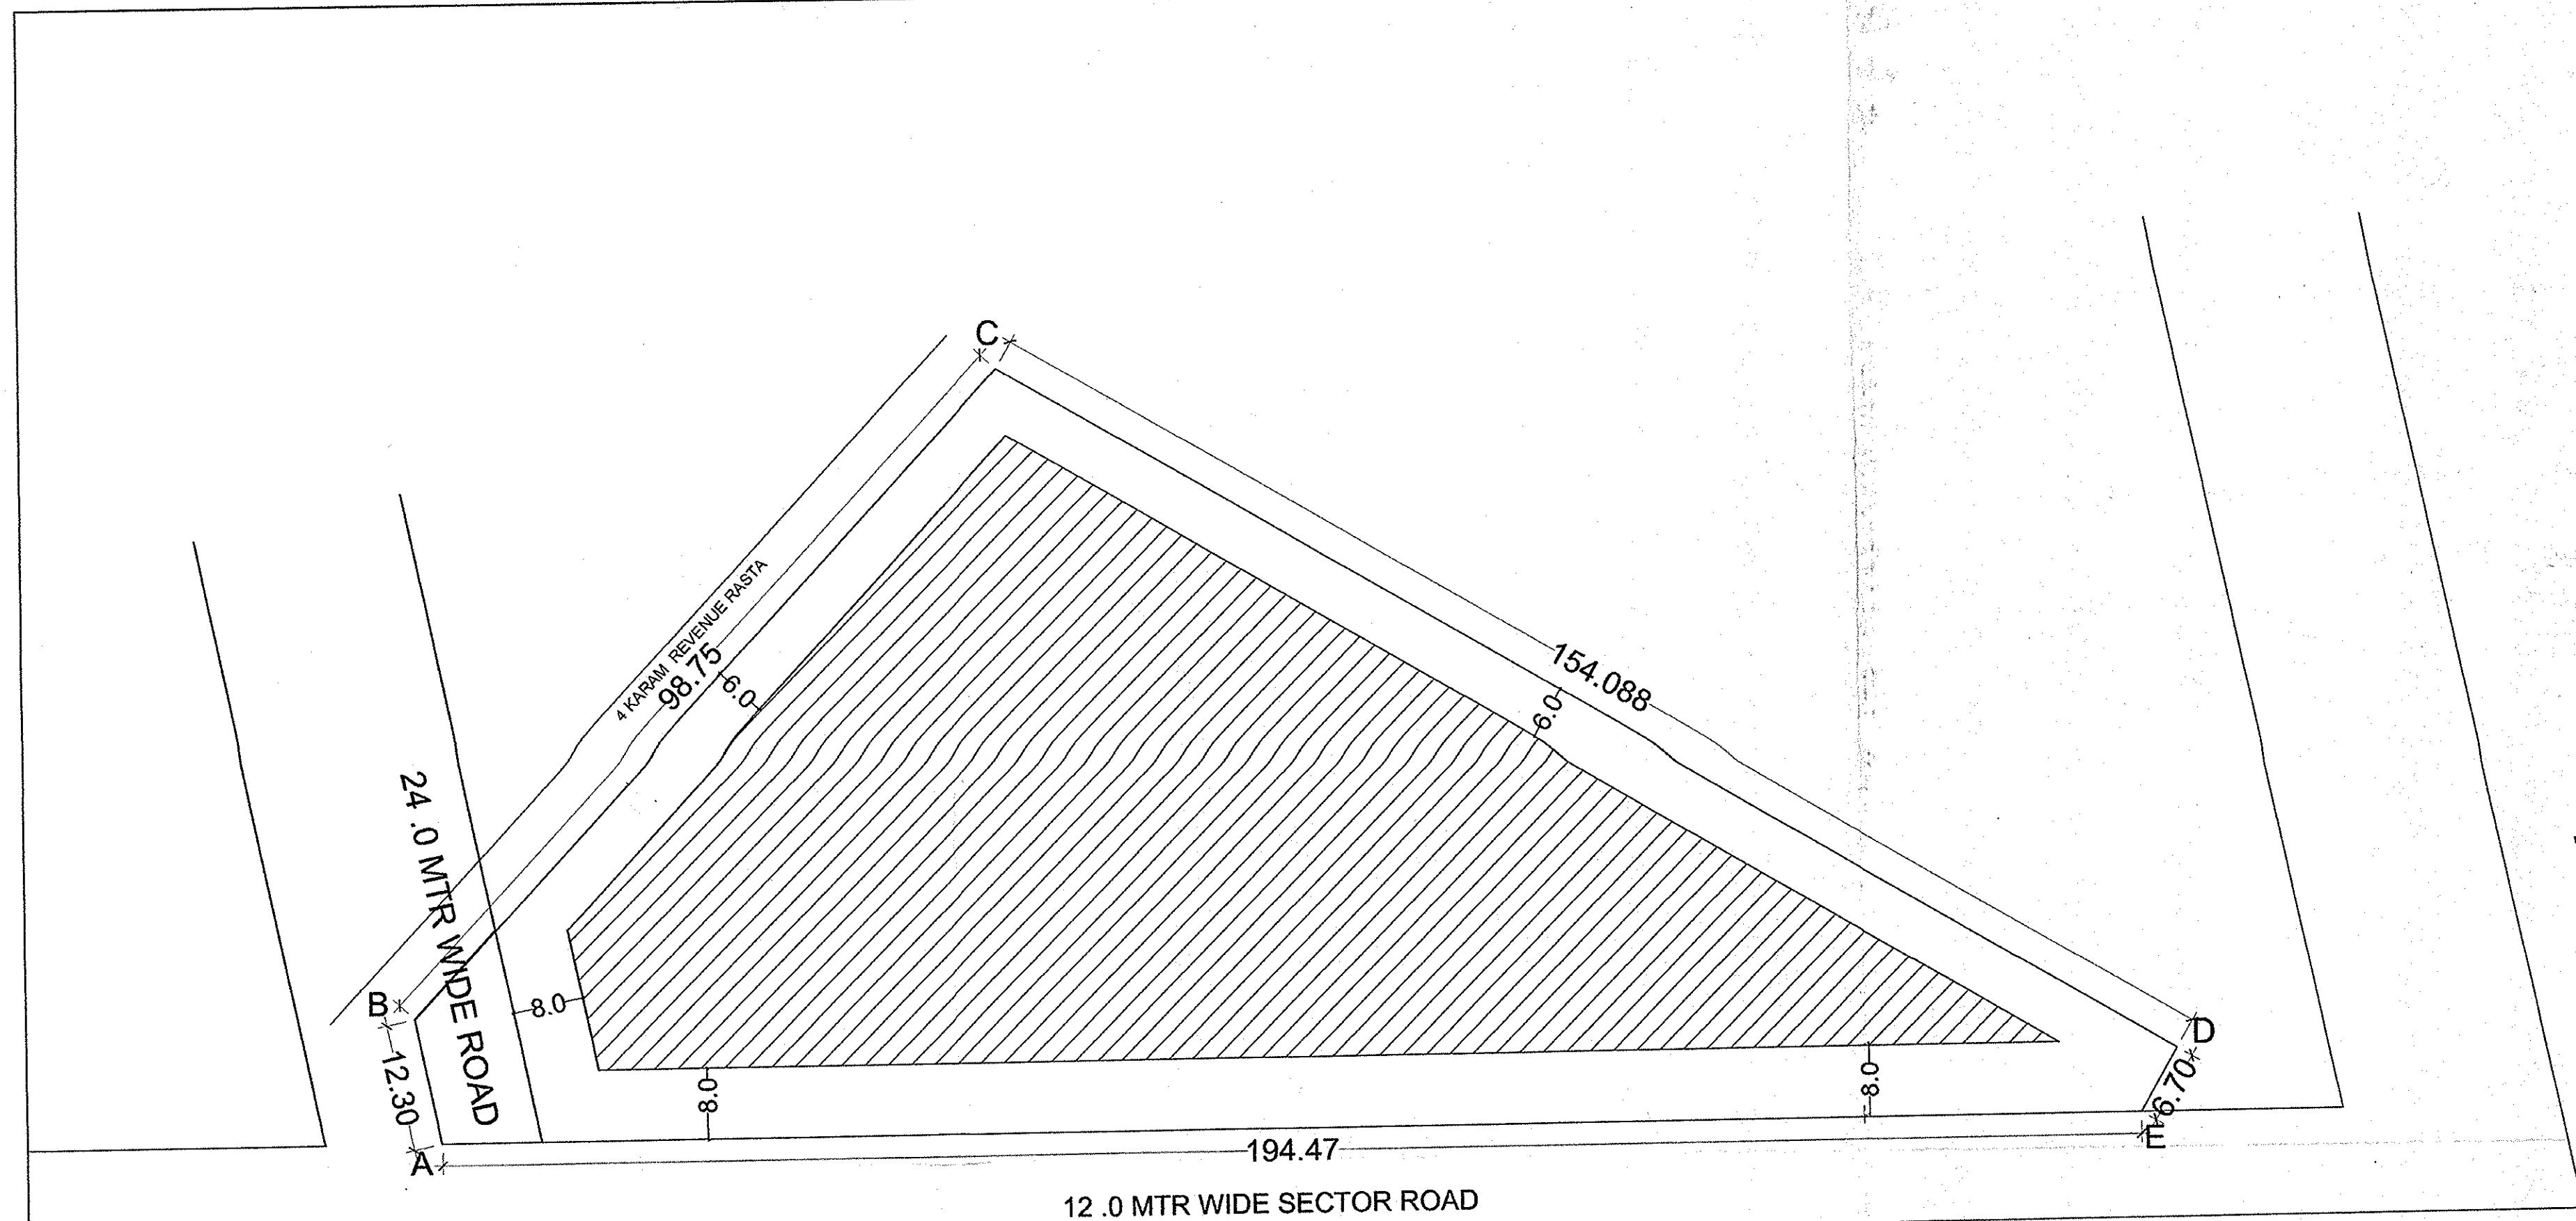 C
4 KARAM REVENUE RASTA
98.75
6.0
154.088
6.0
24 .0 MTR WIDE ROAD
B
12.30
8.0
D
6.70
8.0
8.0
A
194.47
E
12 .0 MTR WIDE SECTOR ROAD